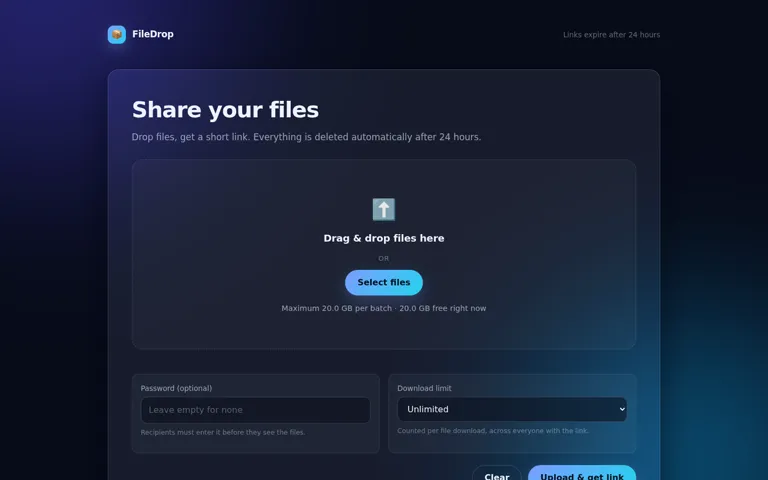 FileDrop
Links expire after 24 hours
Share your files
Drop files, get a short link. Everything is deleted automatically after 24 hours.
Drag & drop files here
OR
Select files
Maximum 20.0 GB per batch · 20.0 GB free right now
Password (optional)
Leave empty for none
Recipients must enter it before they see the files.
Download limit
Unlimited
Counted per file download, across everyone with the link.
Clear
Upload & get link